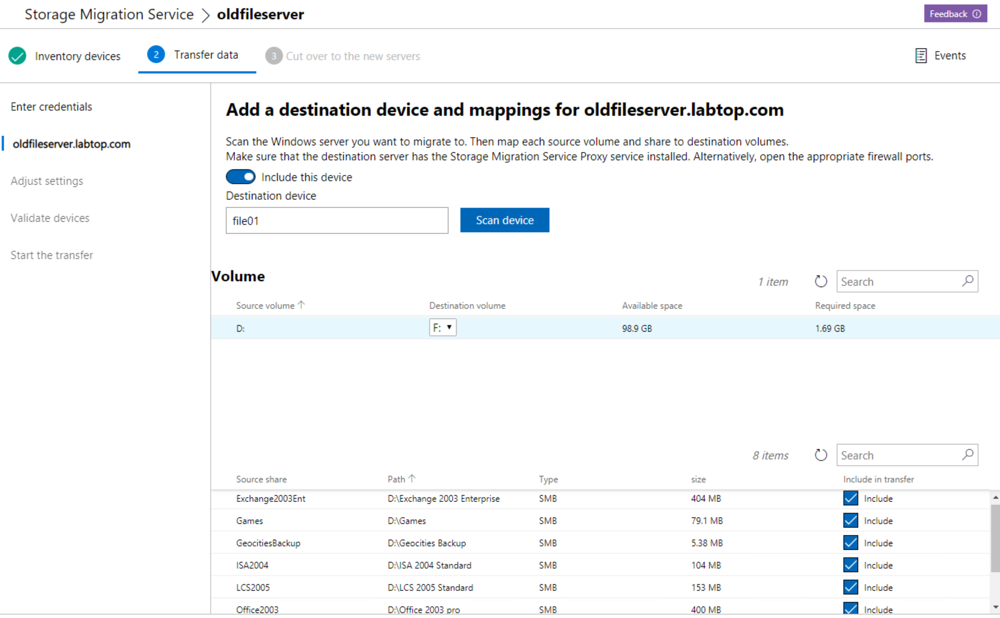 Storage Migration Service > oldfileserver
Feedback
Inventory devices
2 Transfer data
3 Cut over to the new servers
Events
Enter credentials
oldfileserver.labtop.com
Adjust settings
Validate devices
Start the transfer
Add a destination device and mappings for oldfileserver.labtop.com
Scan the Windows server you want to migrate to. Then map each source volume and share to destination volumes.
Make sure that the destination server has the Storage Migration Service Proxy service installed. Alternatively, open the appropriate firewall ports.
Include this device
Destination device
file01
Scan device
Volume
1 item
Search
Source volume Destination volume Available space Required space
D: F: 98.9 GB 1.69 GB
8 items
Search
Source share Path Type size Include in transfer
Exchange2003Ent D:\Exchange 2003 Enterprise SMB 404 MB Include
Games D:\Games SMB 79.1 MB Include
GeocitiesBackup D:\Geocities Backup SMB 5.38 MB Include
ISA2004 D:\ISA 2004 Standard SMB 104 MB Include
LCS2005 D:\LCS 2005 Standard SMB 153 MB Include
Office2003 D:\Office 2003 pro SMB 400 MB Include